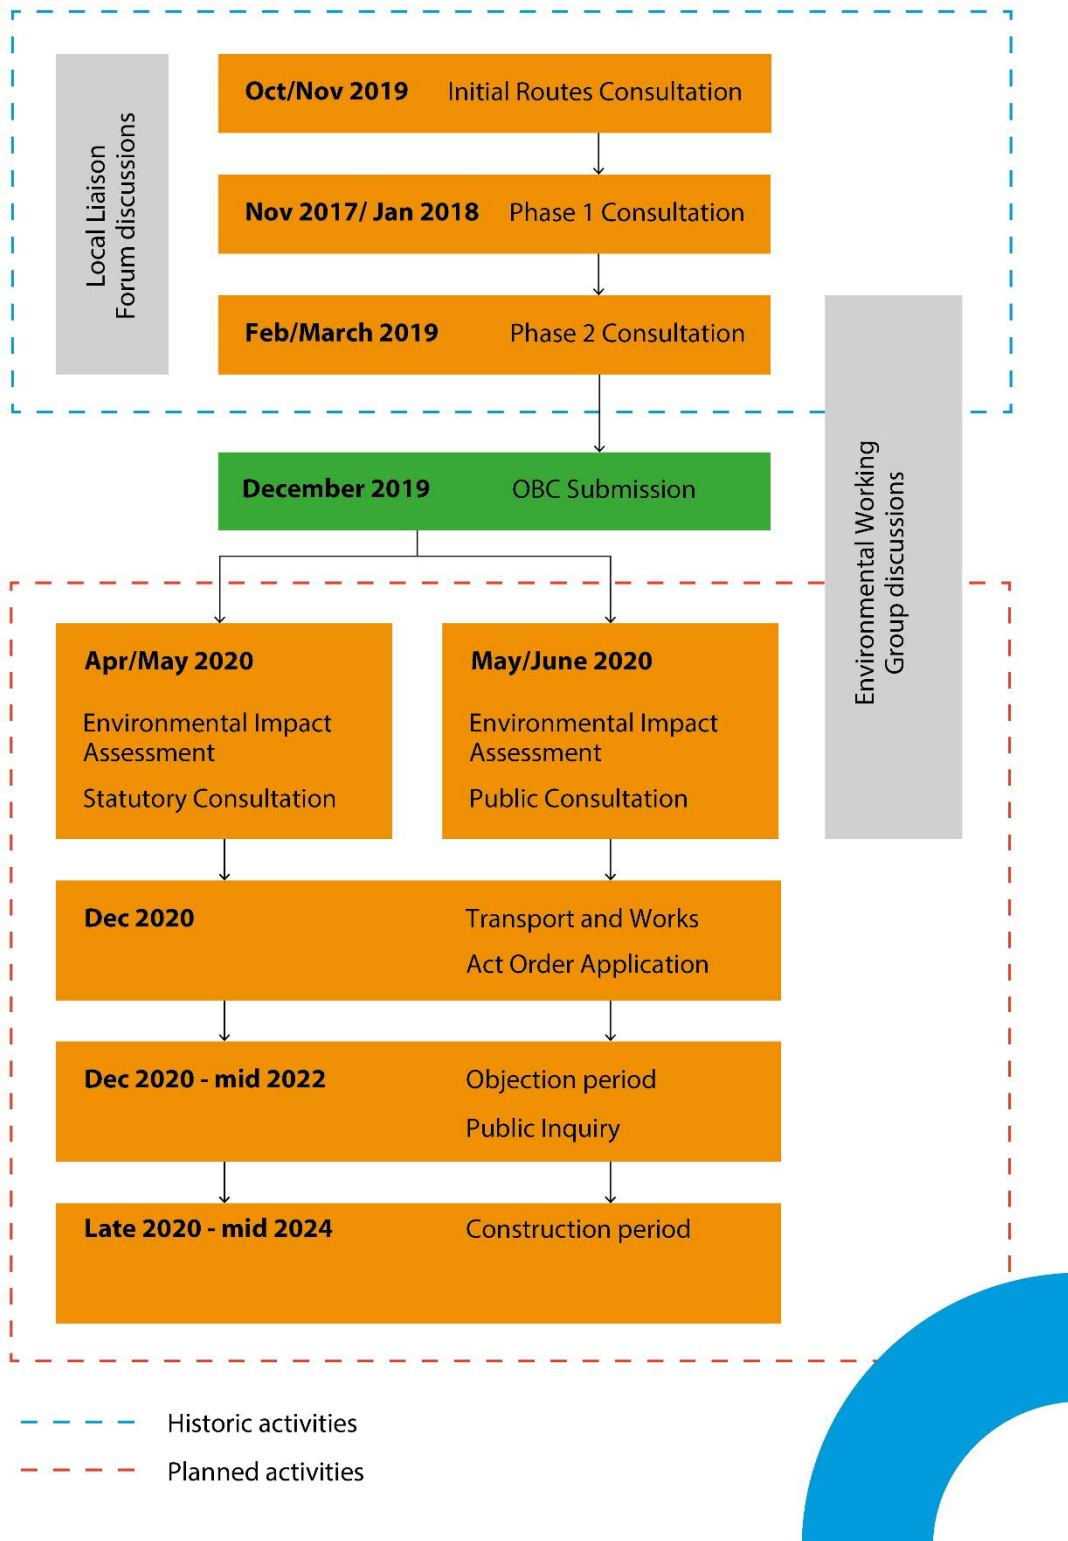 Local Liaison
Forum discussions
Oct/Nov 2019 Initial Routes Consultation
Nov 2017/ Jan 2018 Phase 1 Consultation
Feb/March 2019 Phase 2 Consultation
Environmental Working
Group discussions
December 2019 OBC Submission
Apr/May 2020
Environmental Impact
Assessment
Statutory Consultation
May/June 2020
Environmental Impact
Assessment
Public Consultation
Dec 2020 Transport and Works
Act Order Application
Dec 2020 - mid 2022 Objection period
Public Inquiry
Late 2020 - mid 2024 Construction period
Historic activities
Planned activities